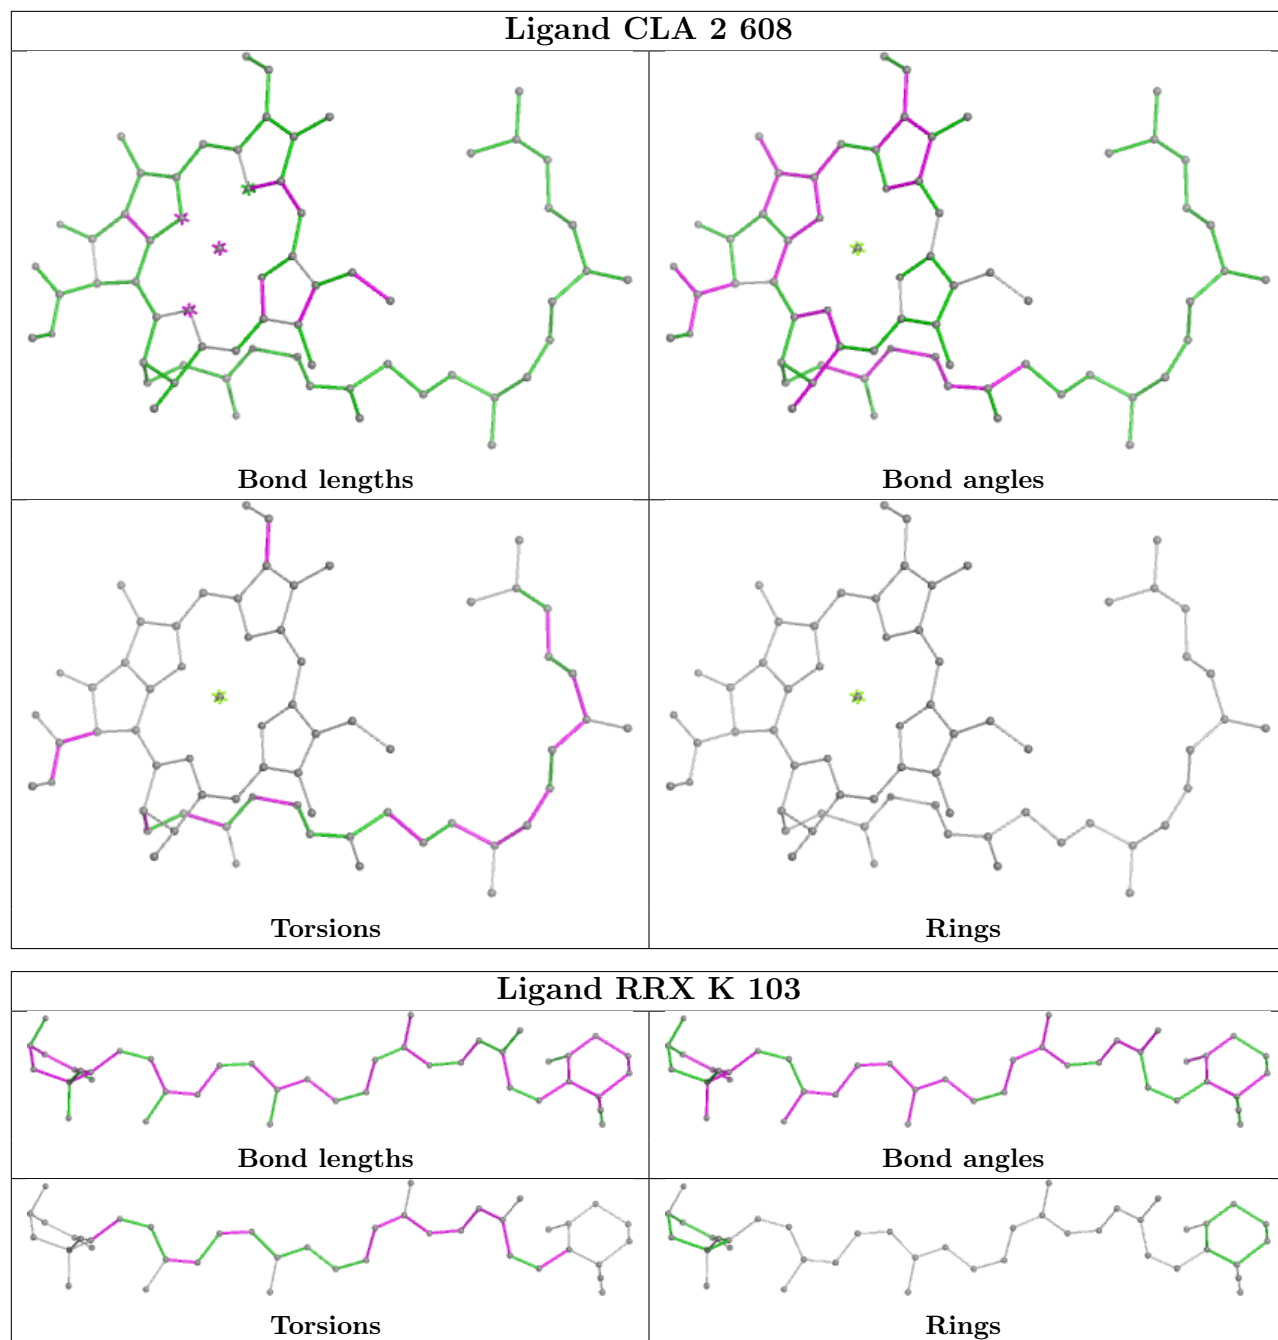 Ligand CLA 2 608
Bond lengths
Bond angles
Torsions
Rings
Ligand RRX K 103
Bond lengths
Bond angles
Torsions
Rings